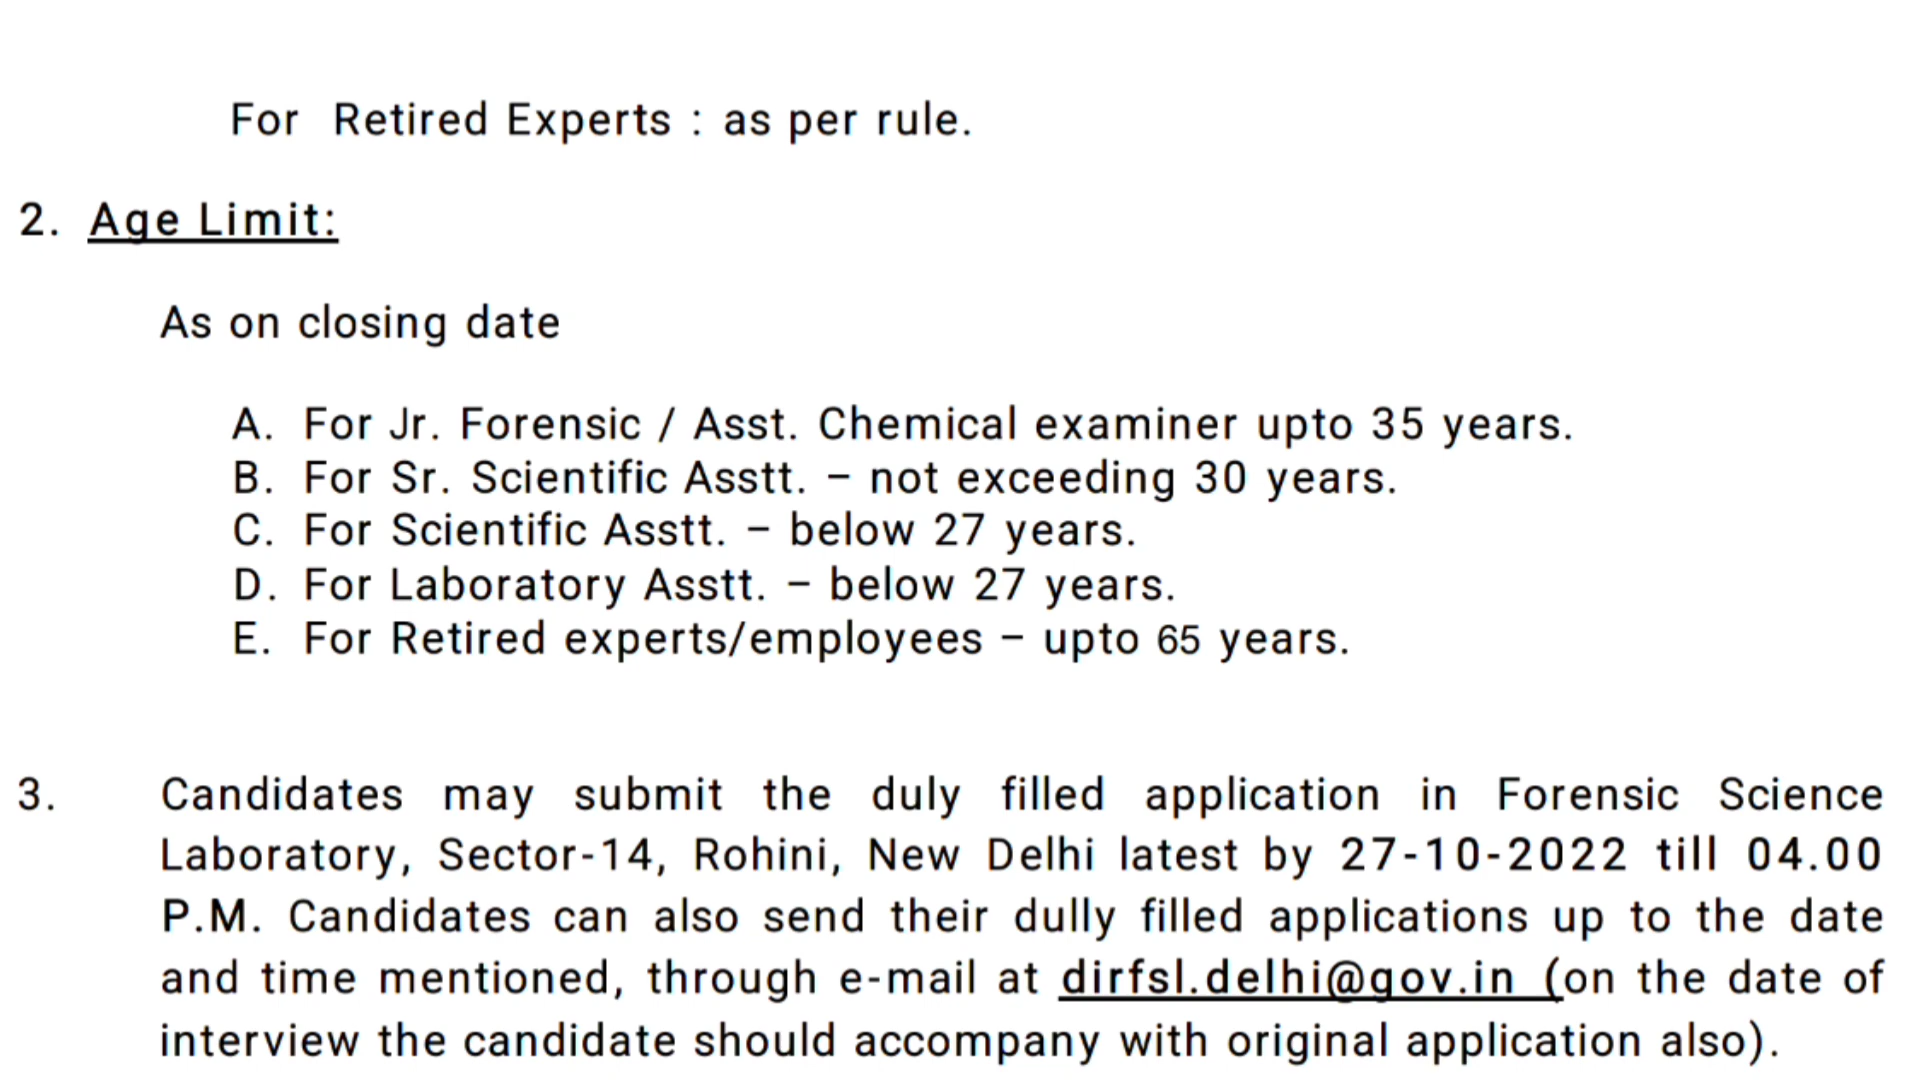 For Retired Experts : as per rule.
2. Age Limit:
As on closing date
A. For Jr. Forensic / Asst. Chemical examiner upto 35 years.
B. For Sr. Scientific Asstt. – not exceeding 30 years.
C. For Scientific Asstt. – below 27 years.
D. For Laboratory Asstt. – below 27 years.
E. For Retired experts/employees – upto 65 years.
3. Candidates may submit the duly filled application in Forensic Science
Laboratory, Sector-14, Rohini, New Delhi latest by 27-10-2022 till 04.00
P.M. Candidates can also send their dully filled applications up to the date
and time mentioned, through e-mail at dirfsl.delhi@gov.in (on the date of
interview the candidate should accompany with original application also).